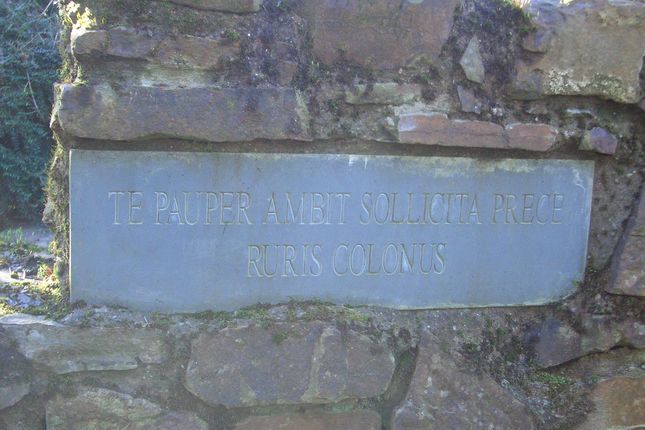 TE PAUPER AMBIT SOLLICITA PRECE
RURIS COLONUS